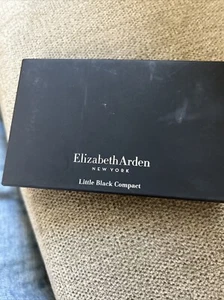 Elizabeth Arden
NEW YORK
Little Black Compact